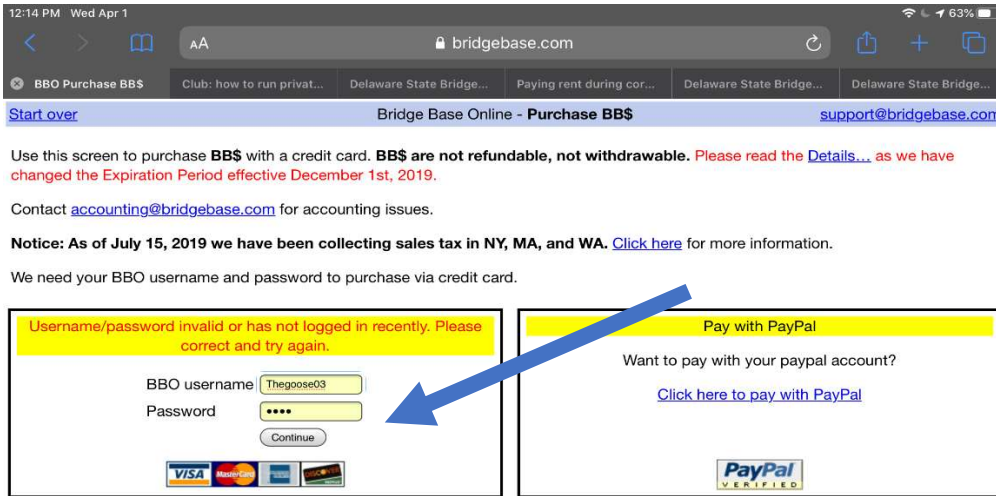 12:14 PM Wed Apr 1
63%
AA
bridgebase.com
BBO Purchase BB$
Club: how to run privat...
Delaware State Bridge...
Paying rent during cor...
Delaware State Bridge...
Delaware State Bridge...
Start over
Bridge Base Online - Purchase BB$
support@bridgebase.com
Use this screen to purchase BB$ with a credit card. BB$ are not refundable, not withdrawable. Please read the Details... as we have
changed the Expiration Period effective December 1st, 2019.
Contact accounting@bridgebase.com for accounting issues.
Notice: As of July 15, 2019 we have been collecting sales tax in NY, MA, and WA. Click here for more information.
We need your BBO username and password to purchase via credit card.
Username/password invalid or has not logged in recently. Please
correct and try again.
BBO username Thegoose03
Password ••••
Continue
VISA MasterCard DISCOVER
Pay with PayPal
Want to pay with your paypal account?
Click here to pay with PayPal
PayPal
VERIFIED